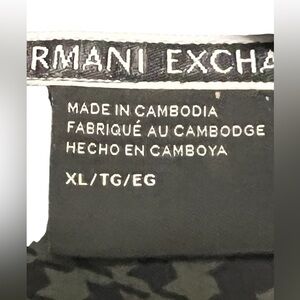 RMANI EXCHA
MADE IN CAMBODIA
FABRIQUÉ AU CAMBODGE
HECHO EN CAMBOYA
XL/TG/EG